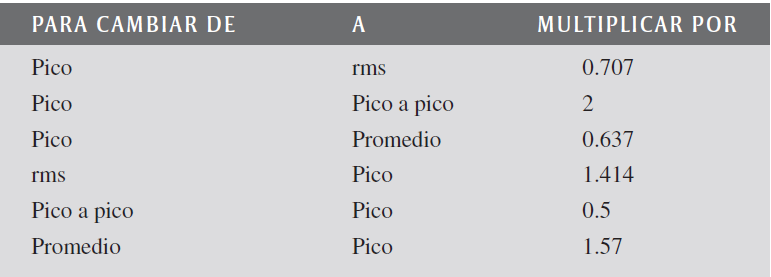 PARA CAMBIAR DE A MULTIPLICAR POR
Pico rms 0.707
Pico Pico a pico 2
Pico Promedio 0.637
rms Pico 1.414
Pico a pico Pico 0.5
Promedio Pico 1.57